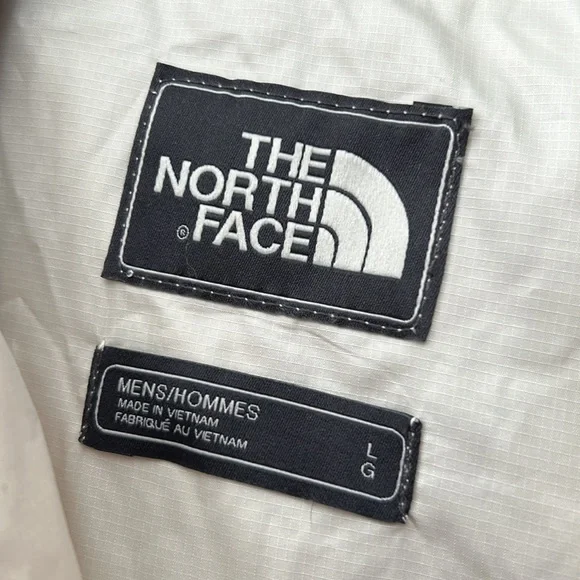 THE
NORTH
FACE®
MENS/HOMMES
MADE IN VIETNAM
FABRIQUÉ AU VIETNAM
L
G